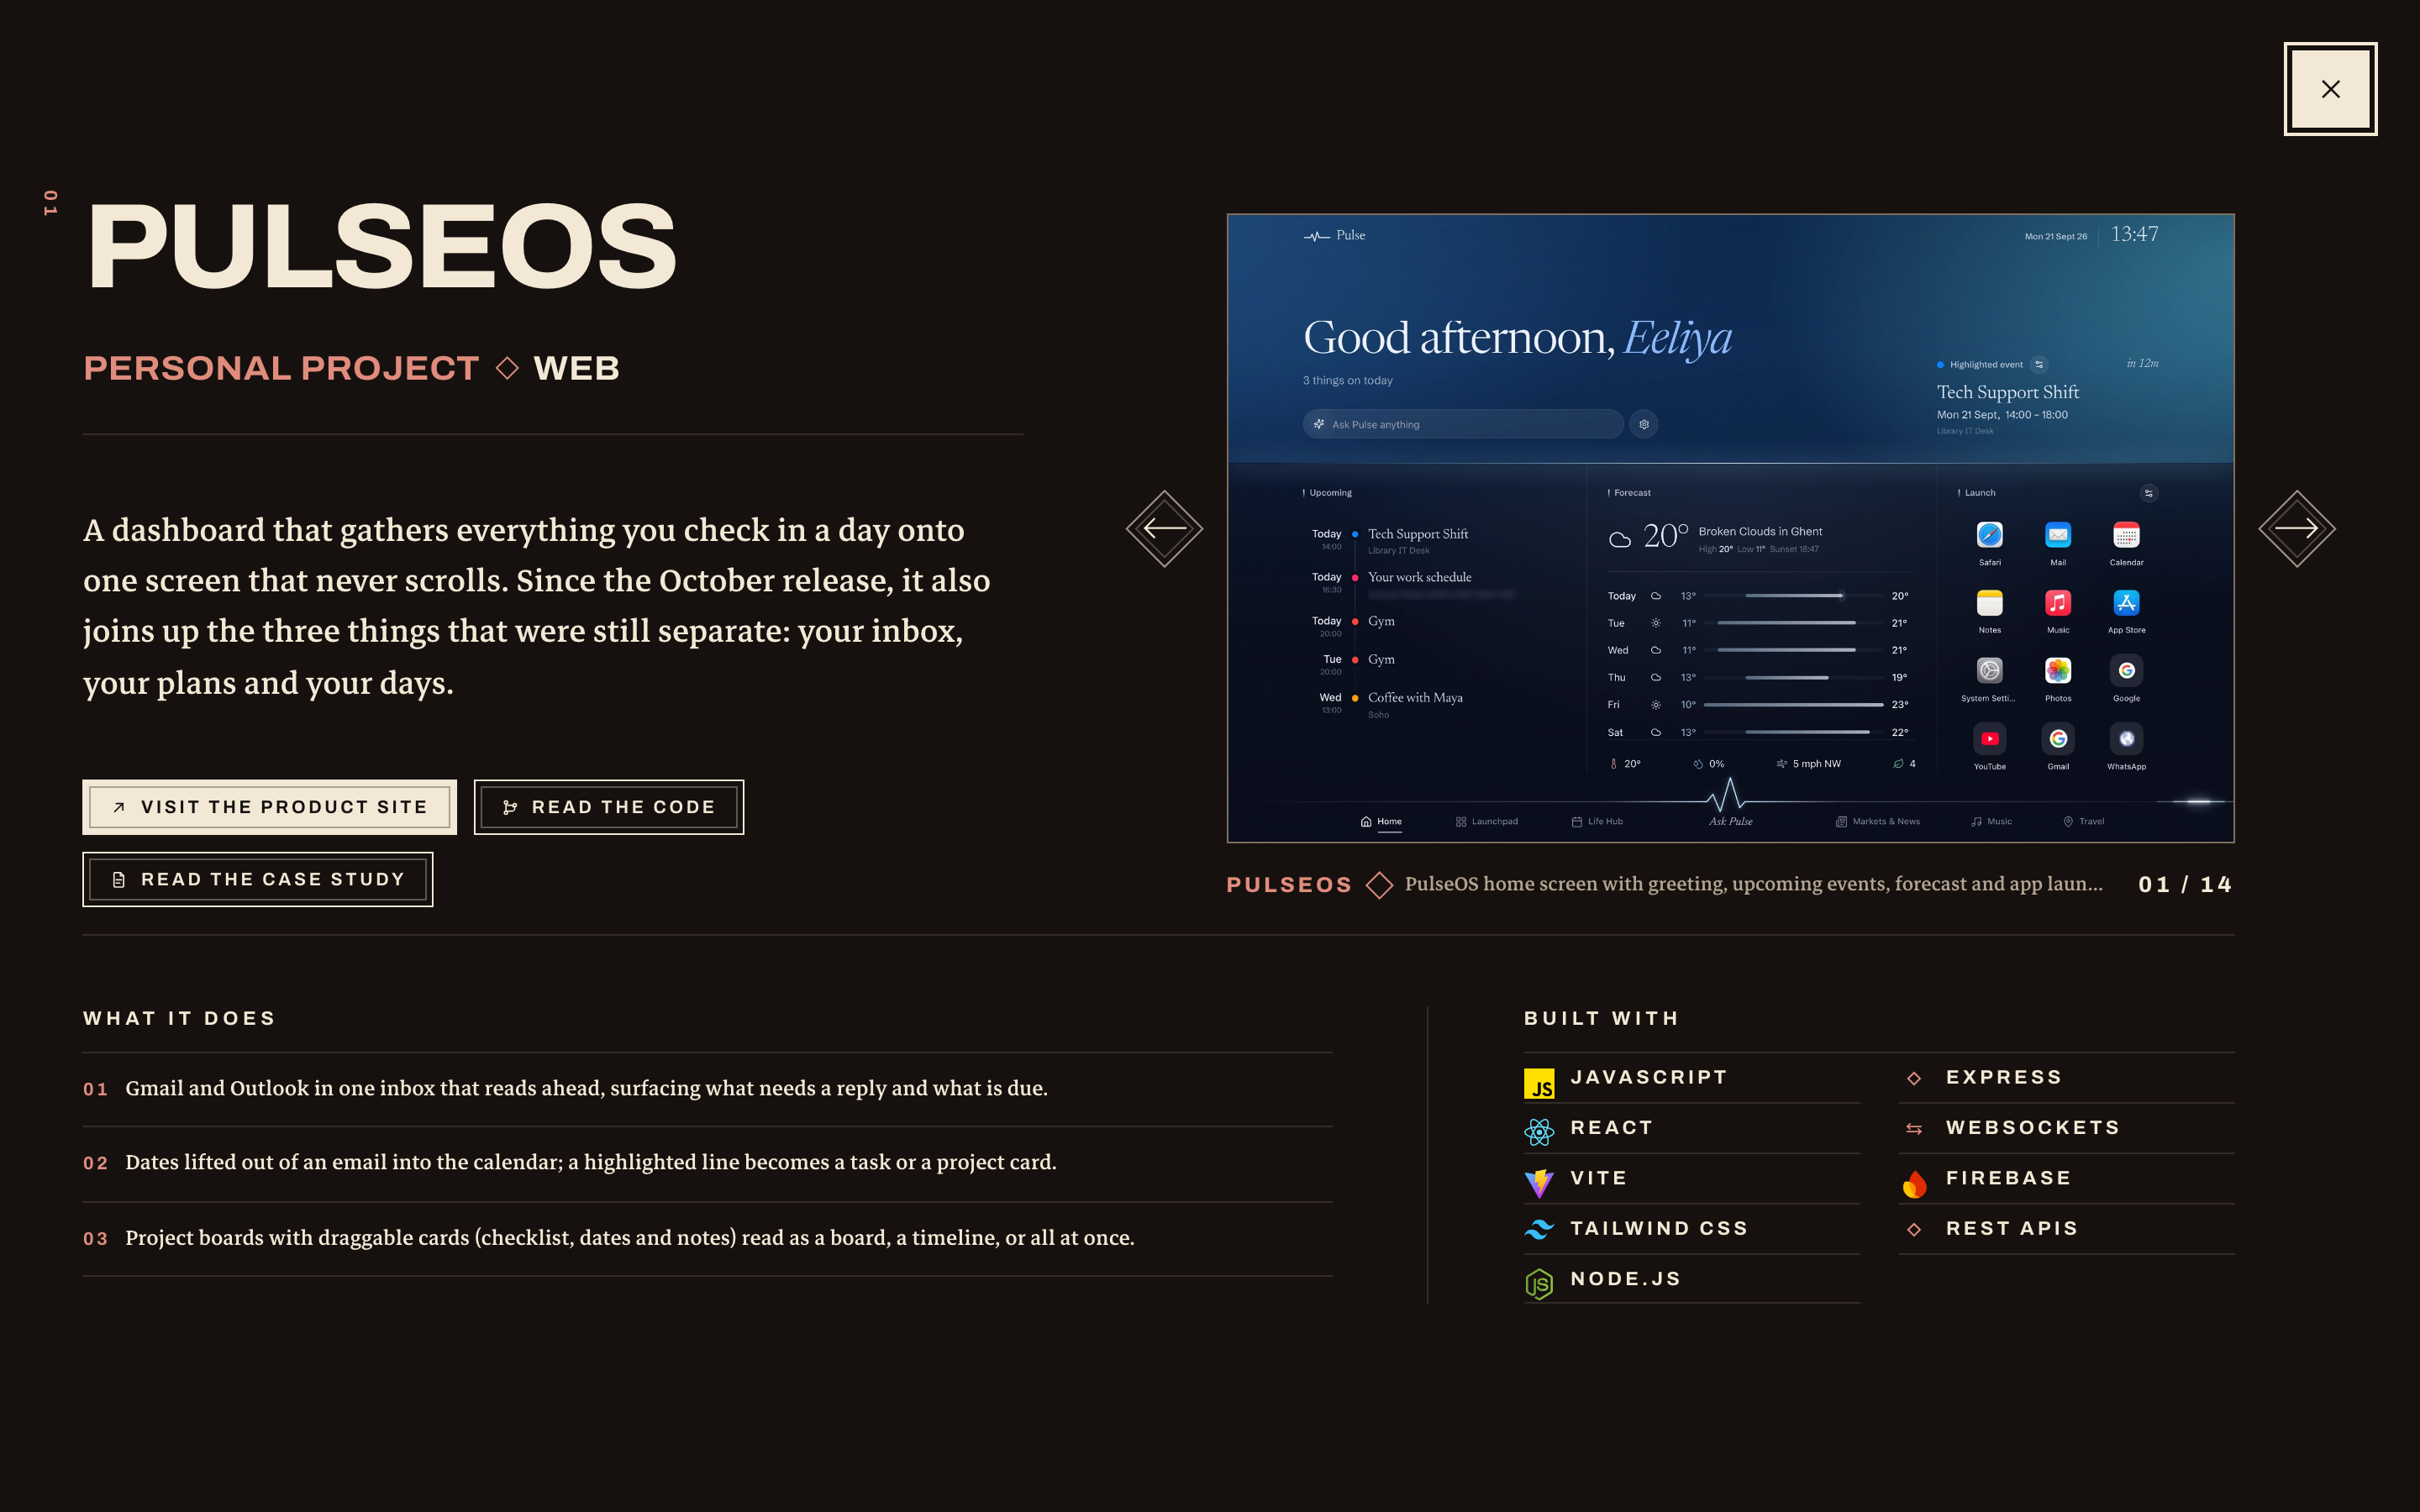 01
PULSEOS
PERSONAL PROJECT WEB
A dashboard that gathers everything you check in a day onto
one screen that never scrolls. Since the October release, it also
joins up the three things that were still separate: your inbox,
your plans and your days.
VISIT THE PRODUCT SITE
READ THE CODE
READ THE CASE STUDY
Pulse
Mon 21 Sept 26
13:47
Good afternoon, Eeliya
3 things on today
Ask Pulse anything
Highlighted event
in 12m
Tech Support Shift
Mon 21 Sept, 14:00 – 18:00
Library IT Desk
Upcoming
Today Tech Support Shift
14:00 Library IT Desk
Today Your work schedule
16:30
Today Gym
20:00
Tue Gym
20:00
Wed Coffee with Maya
13:00 Soho
Forecast
20° Broken Clouds in Ghent
High 20° Low 11° Sunset 18:47
Today 13° 20°
Tue 11° 21°
Wed 11° 21°
Thu 13° 19°
Fri 10° 23°
Sat 13° 22°
20° 0% 5 mph NW 4
Launch
Safari Mail Calendar
Notes Music App Store
System Setti... Photos Google
YouTube Gmail WhatsApp
Home Launchpad Life Hub Ask Pulse Markets & News Music Travel
PULSEOS PulseOS home screen with greeting, upcoming events, forecast and app laun... 01 / 14
WHAT IT DOES
01 Gmail and Outlook in one inbox that reads ahead, surfacing what needs a reply and what is due.
02 Dates lifted out of an email into the calendar; a highlighted line becomes a task or a project card.
03 Project boards with draggable cards (checklist, dates and notes) read as a board, a timeline, or all at once.
BUILT WITH
JS JAVASCRIPT
REACT
VITE
TAILWIND CSS
JS NODE.JS
EXPRESS
WEBSOCKETS
FIREBASE
REST APIS